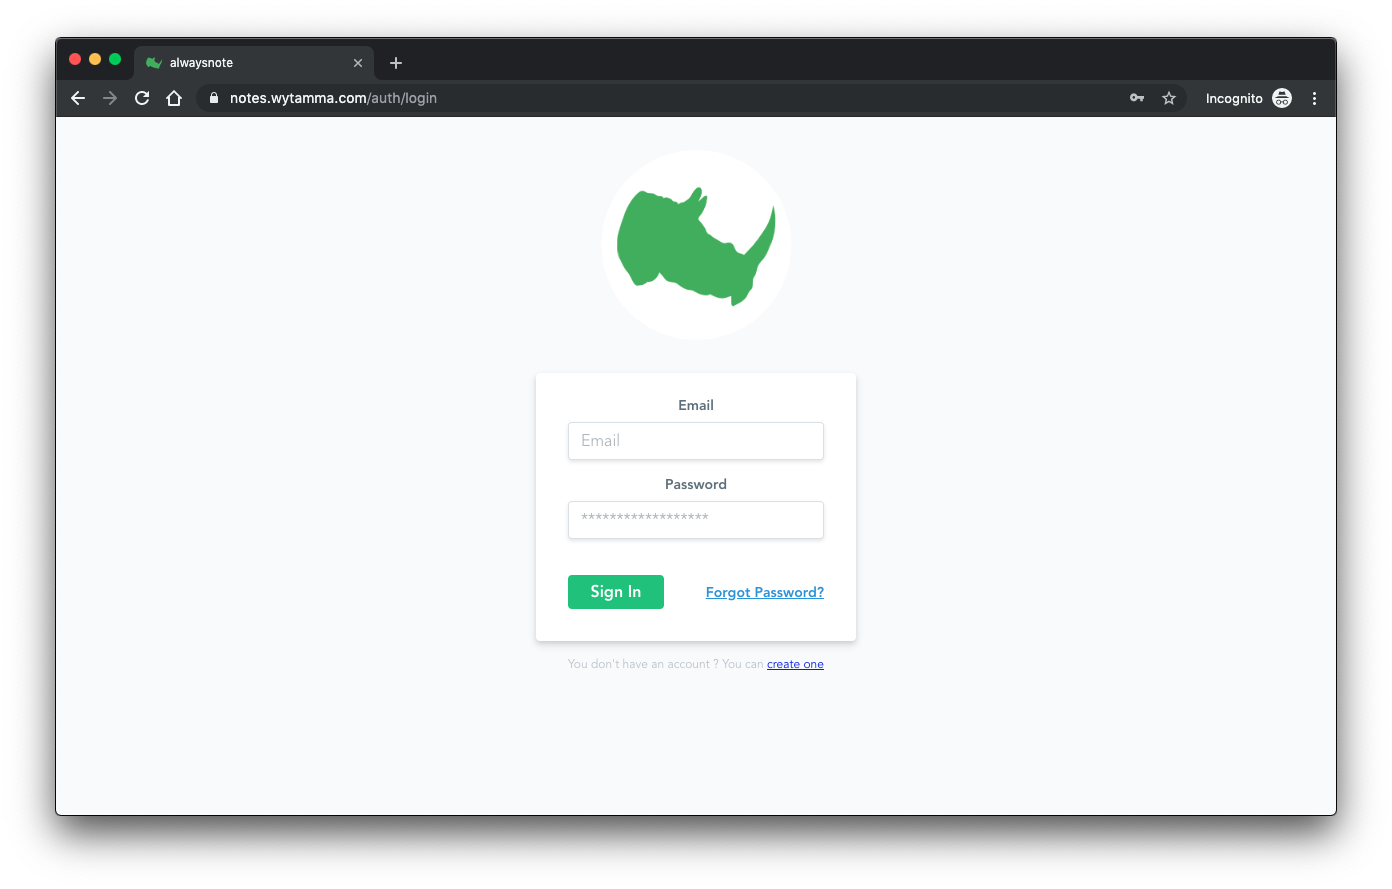 alwaysnote
notes.wytamma.com/auth/login
Incognito
Email
Email
Password
******************
Sign In
Forgot Password?
You don't have an account ? You can create one